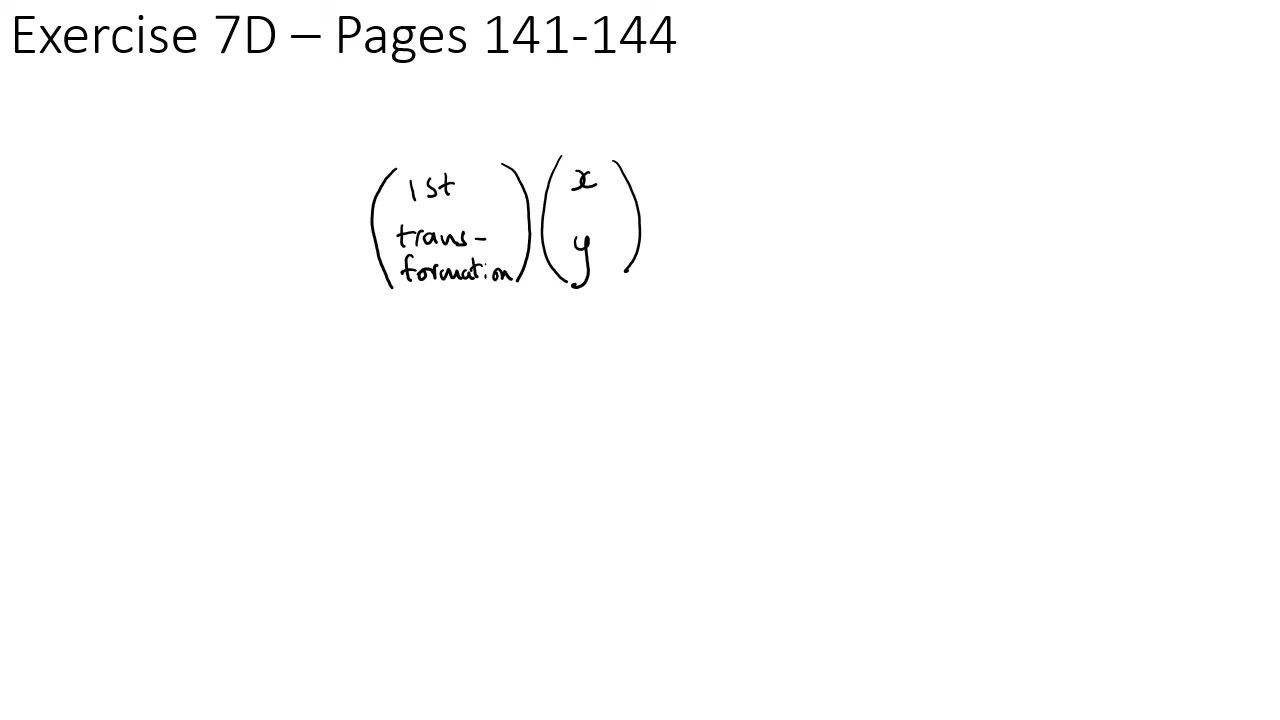 Exercise 7D – Pages 141-144
1st x
trans- y
formation